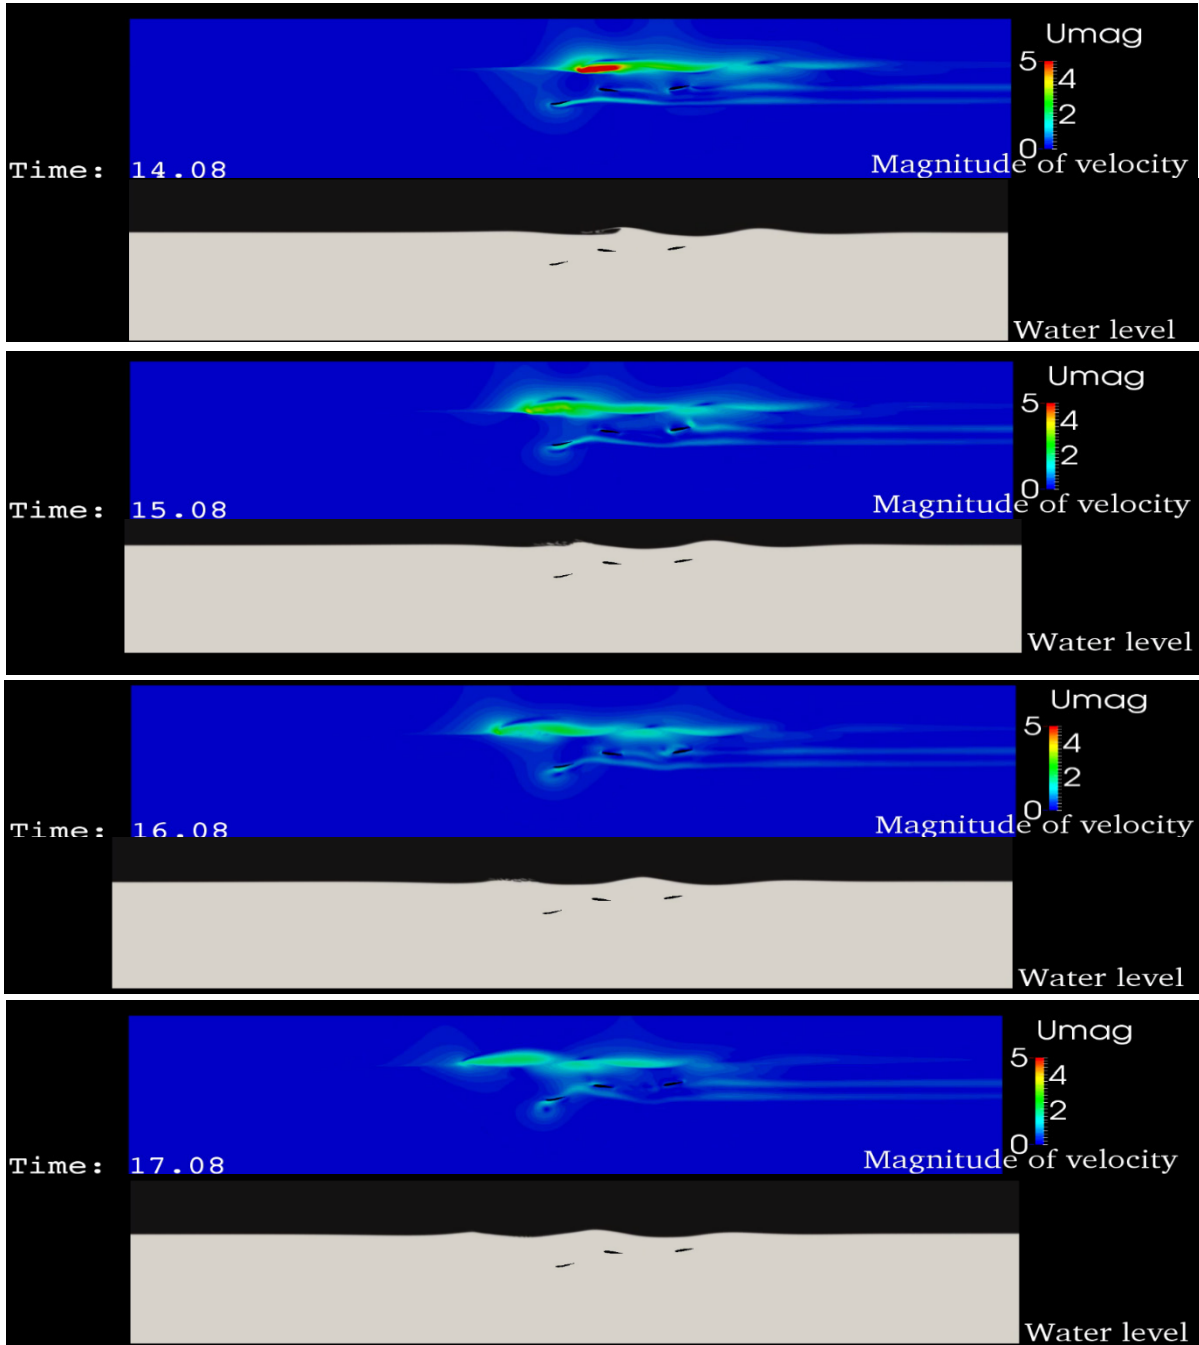 Umag
5
4
2
0
Magnitude of velocity
Time: 14.08
Water level
Umag
5
4
2
0
Magnitude of velocity
Time: 15.08
Water level
Umag
5
4
2
0
Magnitude of velocity
Time: 16.08
Water level
Umag
5
4
2
0
Magnitude of velocity
Time: 17.08
Water level